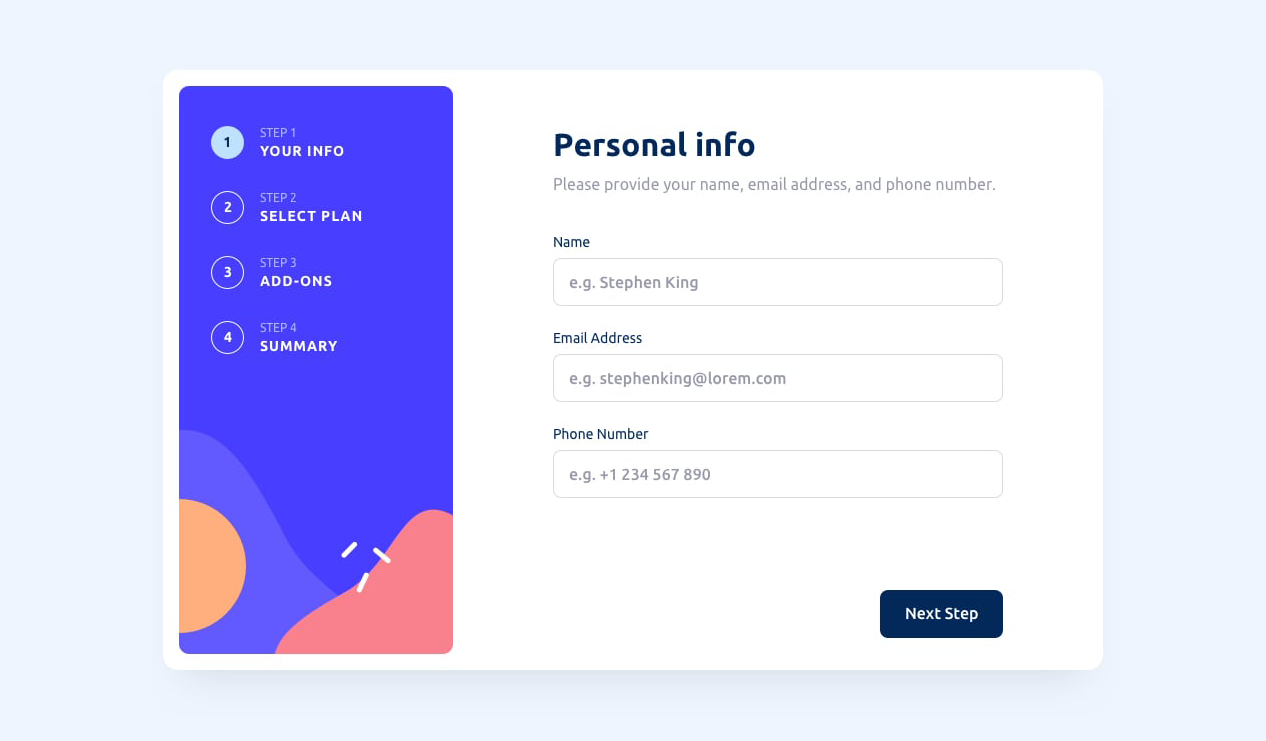 1
STEP 1
YOUR INFO
2
STEP 2
SELECT PLAN
3
STEP 3
ADD-ONS
4
STEP 4
SUMMARY
Personal info
Please provide your name, email address, and phone number.
Name
e.g. Stephen King
Email Address
e.g. stephenking@lorem.com
Phone Number
e.g. +1 234 567 890
Next Step